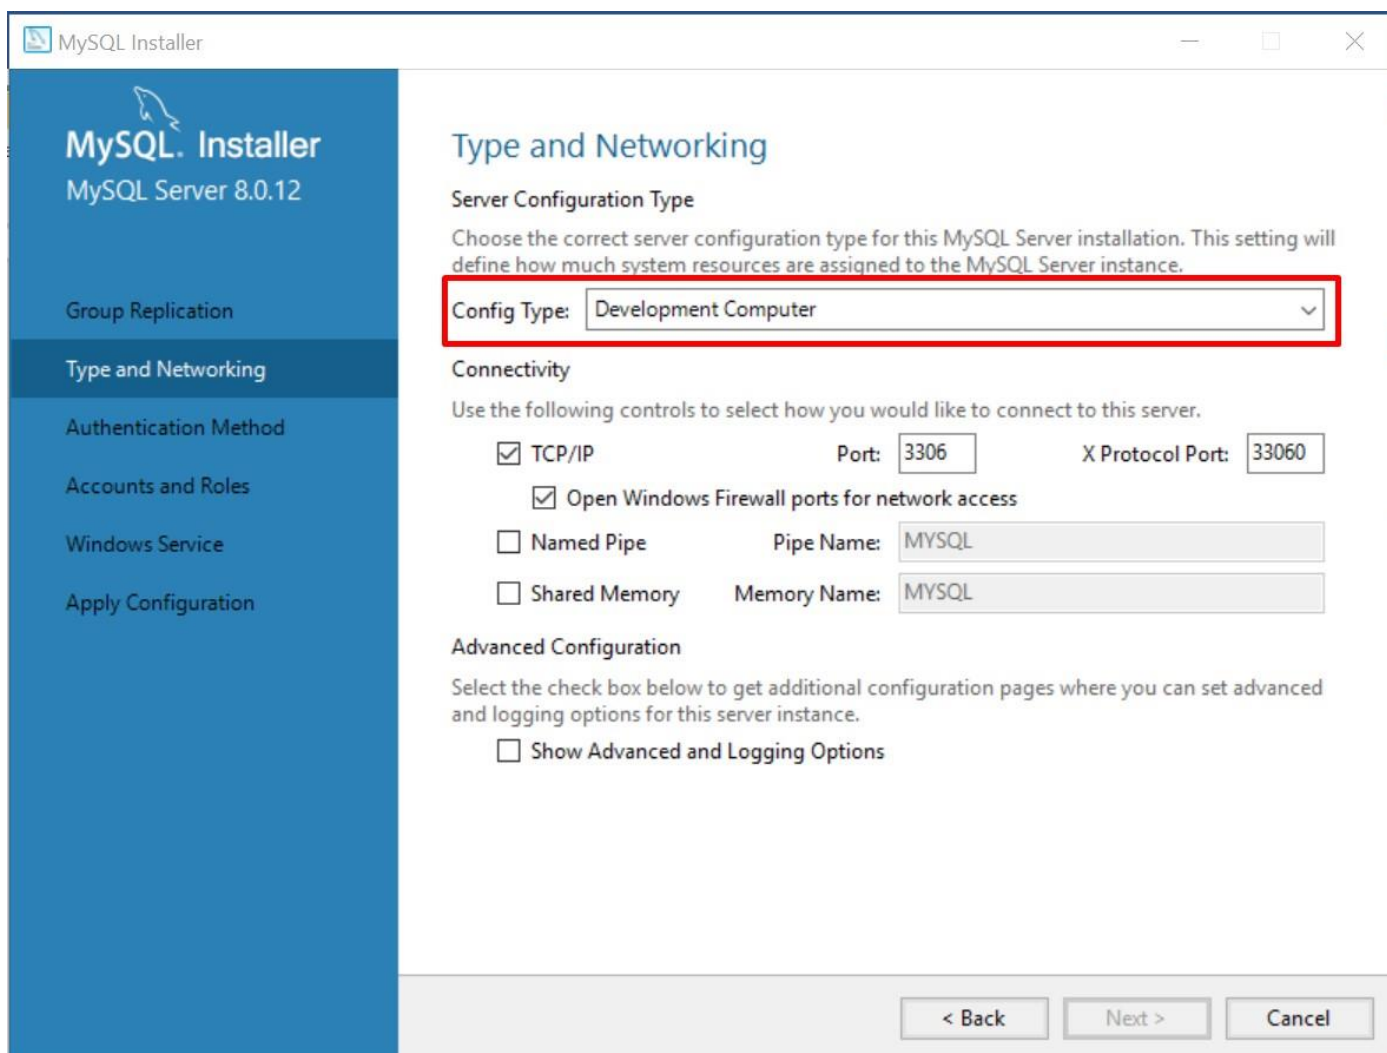 MySQL Installer
MySQL. Installer
MySQL Server 8.0.12
Group Replication
Type and Networking
Authentication Method
Accounts and Roles
Windows Service
Apply Configuration
Type and Networking
Server Configuration Type
Choose the correct server configuration type for this MySQL Server installation. This setting will
define how much system resources are assigned to the MySQL Server instance.
Config Type: Development Computer
Connectivity
Use the following controls to select how you would like to connect to this server.
TCP/IP Port: 3306 X Protocol Port: 33060
Open Windows Firewall ports for network access
Named Pipe Pipe Name: MYSQL
Shared Memory Memory Name: MYSQL
Advanced Configuration
Select the check box below to get additional configuration pages where you can set advanced
and logging options for this server instance.
Show Advanced and Logging Options
< Back Next > Cancel